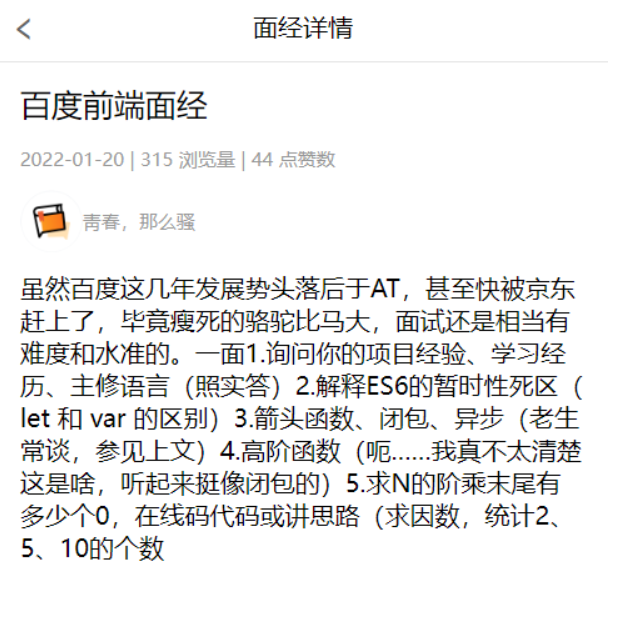 面经详情
百度前端面经
2022-01-20 | 315 浏览量 | 44 点赞数
青春，那么骚
虽然百度这几年发展势头落后于AT，甚至快被京东
赶上了，毕竟瘦死的骆驼比马大，面试还是相当有
难度和水准的。一面1.询问你的项目经验、学习经
历、主修语言（照实答）2.解释ES6的暂时性死区（
let 和 var 的区别）3.箭头函数、闭包、异步（老生
常谈，参见上文）4.高阶函数（呃……我真不太清楚
这是啥，听起来挺像闭包的）5.求N的阶乘末尾有
多少个0，在线码代码或讲思路（求因数，统计2、
5、10的个数